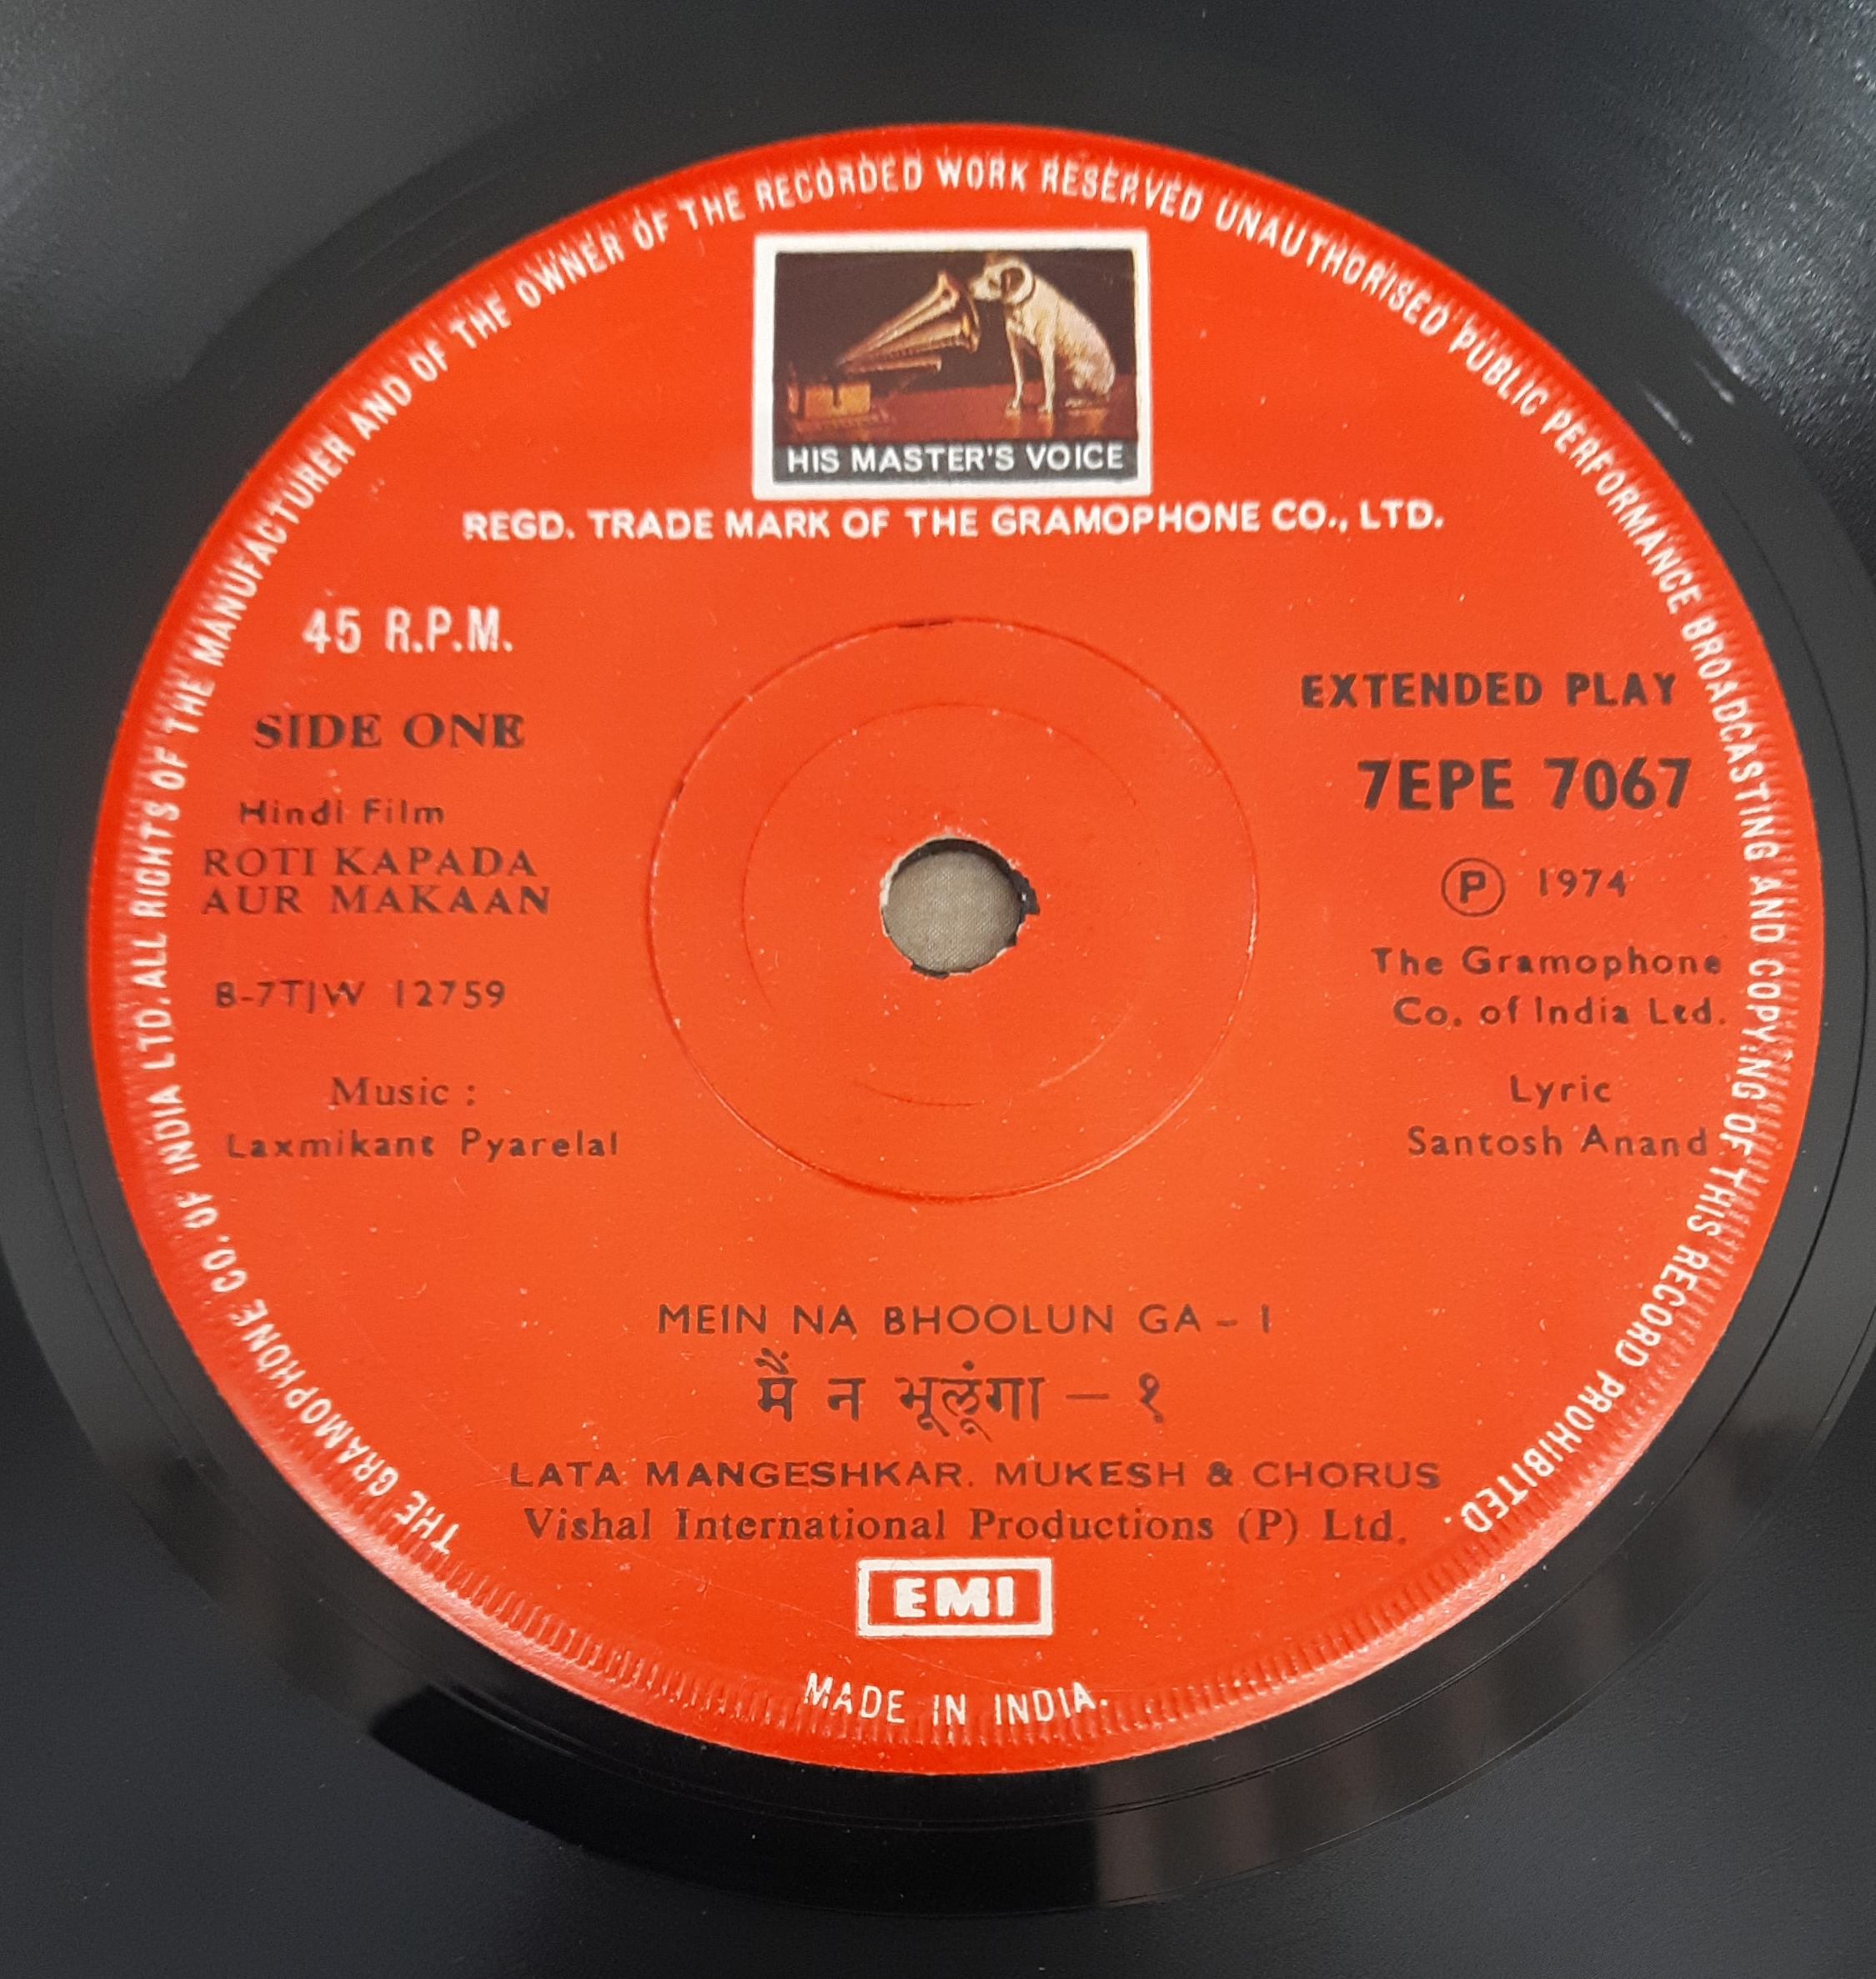 THE GRAMOPHONE CO. OF INDIA LTD. ALL RIGHTS OF THE MANUFACTURER AND OF THE OWNER OF THE RECORDED WORK RESERVED UNAUTHORISED PUBLIC PERFORMANCE BROADCASTING AND COPYING OF THIS RECORD PROHIBITED.
HIS MASTER'S VOICE
REGD. TRADE MARK OF THE GRAMOPHONE CO., LTD.
45 R.P.M.
SIDE ONE
Hindi Film
ROTI KAPADA
AUR MAKAAN
B-7TJW 12759
Music :
Laxmikant Pyarelal
EXTENDED PLAY
7EPE 7067
Ⓟ 1974
The Gramophone
Co. of India Ltd.
Lyric
Santosh Anand
MEIN NA BHOOLUN GA - I
मैं न भूलूंगा - १
LATA MANGESHKAR. MUKESH & CHORUS
Vishal International Productions (P) Ltd.
EMI
MADE IN INDIA.